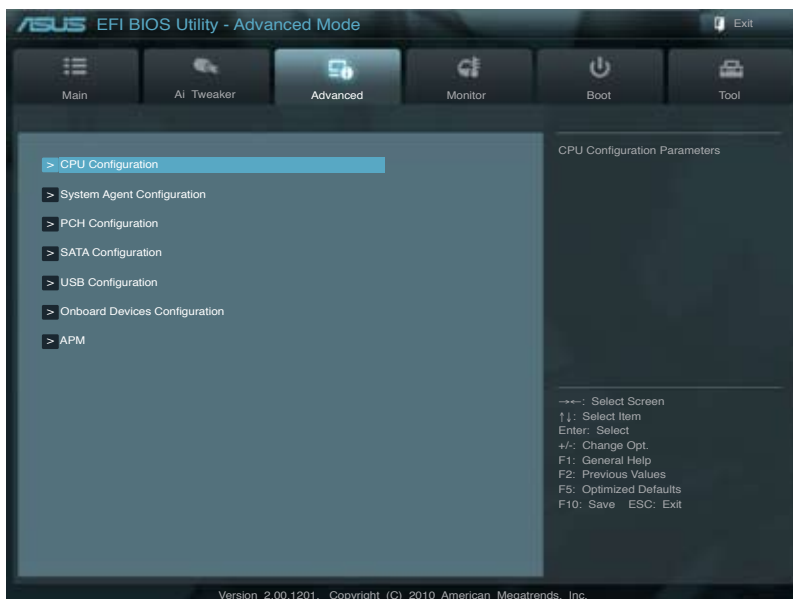 ASUS EFI BIOS Utility - Advanced Mode
Exit
Main
Ai Tweaker
Advanced
Monitor
Boot
Tool
> CPU Configuration
> System Agent Configuration
> PCH Configuration
> SATA Configuration
> USB Configuration
> Onboard Devices Configuration
> APM
CPU Configuration Parameters
→←: Select Screen
↑↓: Select Item
Enter: Select
+/-: Change Opt.
F1: General Help
F2: Previous Values
F5: Optimized Defaults
F10: Save ESC: Exit
Version 2.00.1201. Copyright (C) 2010 American Megatrends, Inc.